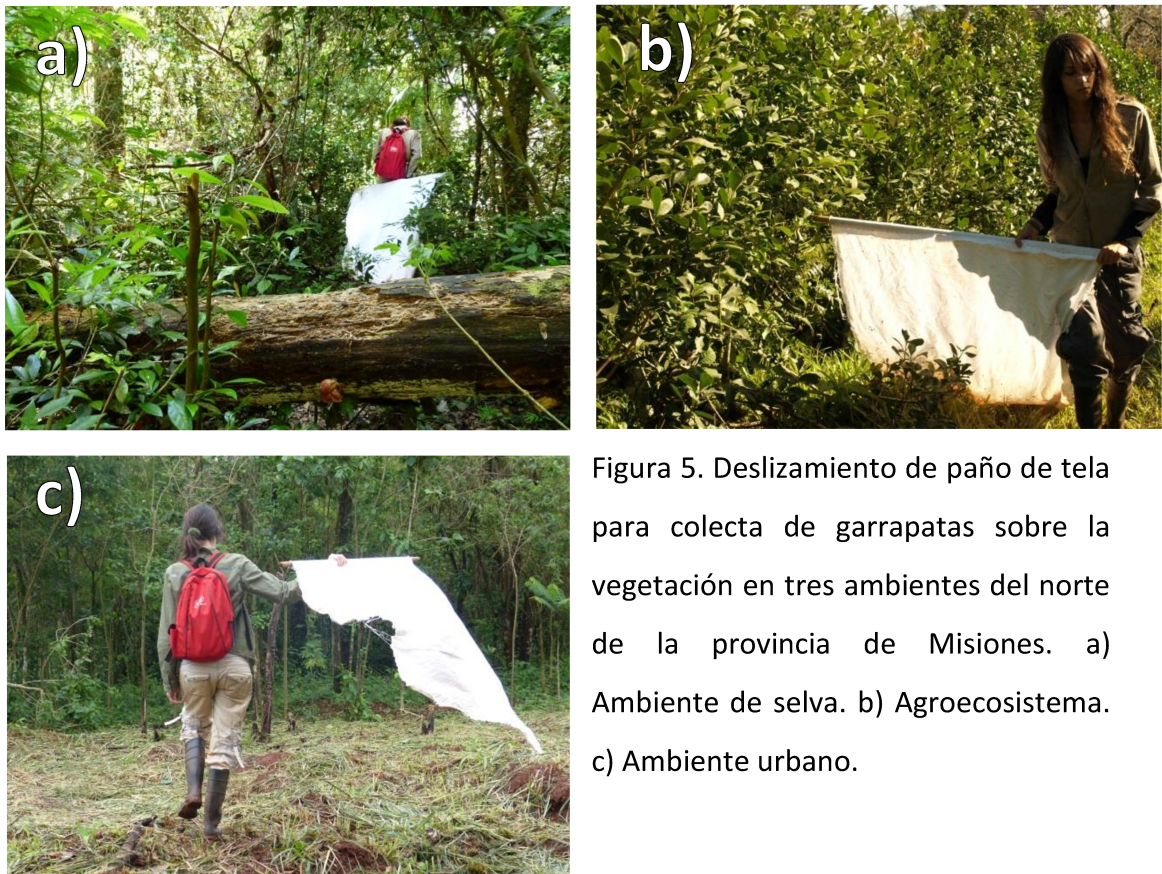 a)
b)
c)
Figura 5. Deslizamiento de paño de tela
para colecta de garrapatas sobre la
vegetación en tres ambientes del norte
de la provincia de Misiones. a)
Ambiente de selva. b) Agroecosistema.
c) Ambiente urbano.